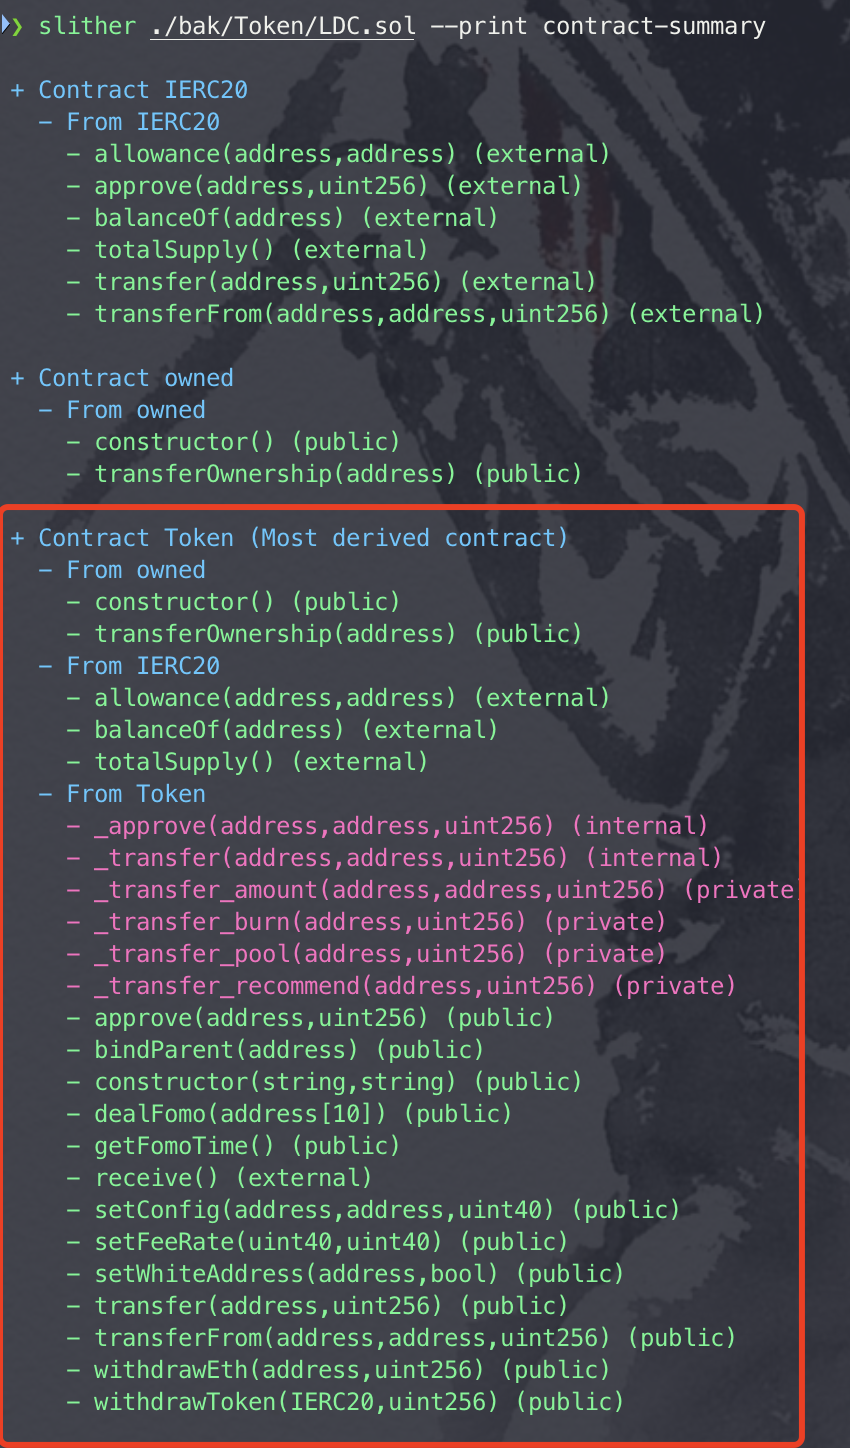 ❯ slither ./bak/Token/LDC.sol --print contract-summary
+ Contract IERC20
- From IERC20
- allowance(address,address) (external)
- approve(address,uint256) (external)
- balanceOf(address) (external)
- totalSupply() (external)
- transfer(address,uint256) (external)
- transferFrom(address,address,uint256) (external)
+ Contract owned
- From owned
- constructor() (public)
- transferOwnership(address) (public)
+ Contract Token (Most derived contract)
- From owned
- constructor() (public)
- transferOwnership(address) (public)
- From IERC20
- allowance(address,address) (external)
- balanceOf(address) (external)
- totalSupply() (external)
- From Token
- _approve(address,address,uint256) (internal)
- _transfer(address,address,uint256) (internal)
- _transfer_amount(address,address,uint256) (private)
- _transfer_burn(address,uint256) (private)
- _transfer_pool(address,uint256) (private)
- _transfer_recommend(address,uint256) (private)
- approve(address,uint256) (public)
- bindParent(address) (public)
- constructor(string,string) (public)
- dealFomo(address[10]) (public)
- getFomoTime() (public)
- receive() (external)
- setConfig(address,address,uint40) (public)
- setFeeRate(uint40,uint40) (public)
- setWhiteAddress(address,bool) (public)
- transfer(address,uint256) (public)
- transferFrom(address,address,uint256) (public)
- withdrawEth(address,uint256) (public)
- withdrawToken(IERC20,uint256) (public)